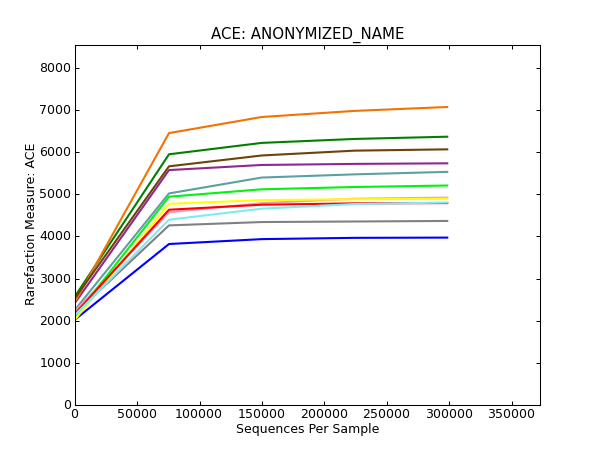 ACE: ANONYMIZED_NAME
8000
7000
6000
5000
4000
3000
2000
1000
0
Rarefaction Measure: ACE
0 50000 100000 150000 200000 250000 300000 350000
Sequences Per Sample